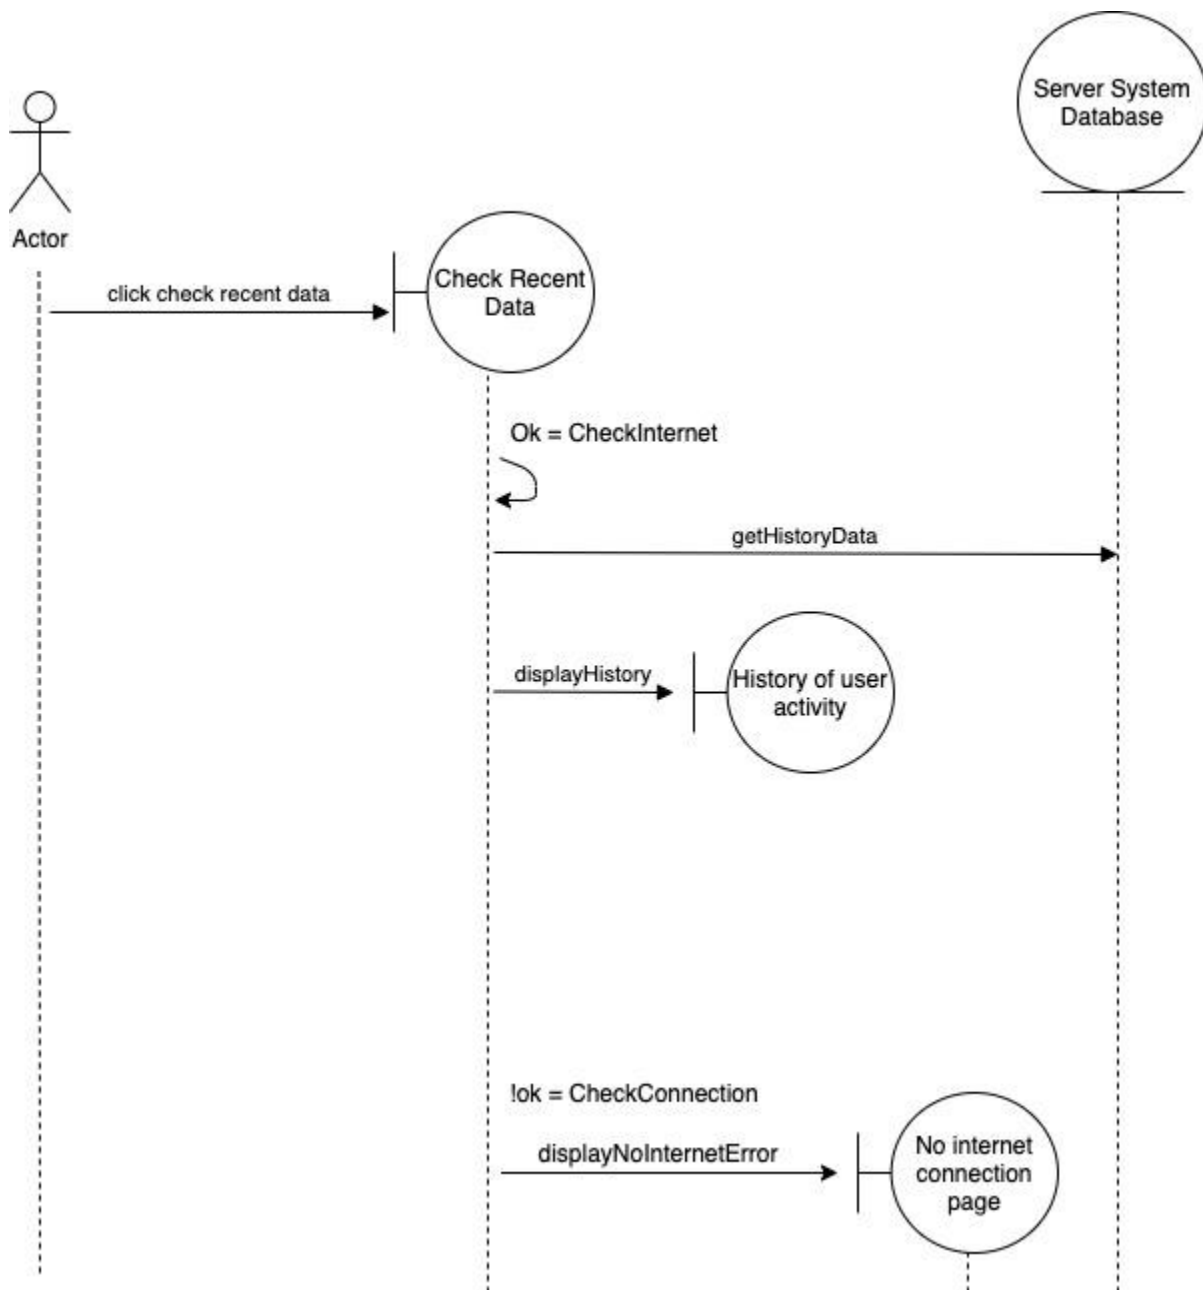 Server System
Database
Actor
click check recent data
Check Recent
Data
Ok = CheckInternet
getHistoryData
displayHistory
History of user
activity
!ok = CheckConnection
displayNoInternetError
No internet
connection
page